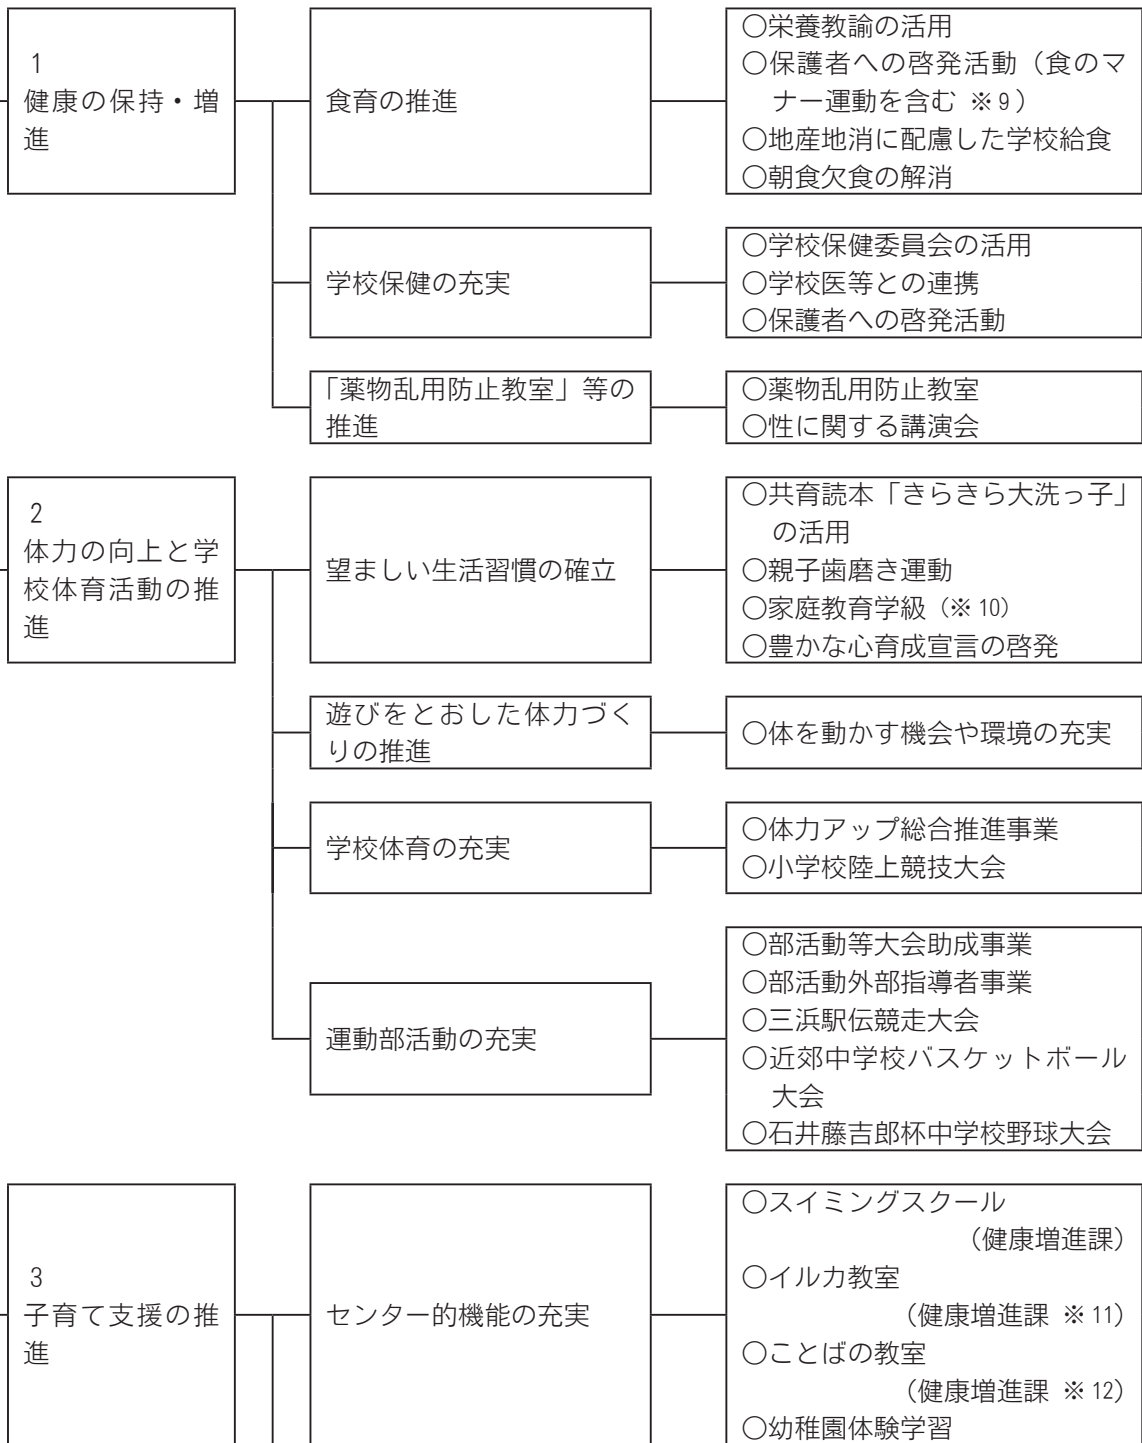 1
健康の保持・増
進
食育の推進
○栄養教諭の活用
○保護者への啓発活動（食のマ
ナー運動を含む ※9）
○地産地消に配慮した学校給食
○朝食欠食の解消
学校保健の充実
○学校保健委員会の活用
○学校医等との連携
○保護者への啓発活動
「薬物乱用防止教室」等の
推進
○薬物乱用防止教室
○性に関する講演会
2
体力の向上と学
校体育活動の推
進
望ましい生活習慣の確立
○共育読本「きらきら大洗っ子」
の活用
○親子歯磨き運動
○家庭教育学級（※10）
○豊かな心育成宣言の啓発
遊びをとおした体力づく
りの推進
○体を動かす機会や環境の充実
学校体育の充実
○体力アップ総合推進事業
○小学校陸上競技大会
運動部活動の充実
○部活動等大会助成事業
○部活動外部指導者事業
○三浜駅伝競走大会
○近郊中学校バスケットボール
大会
○石井藤吉郎杯中学校野球大会
3
子育て支援の推
進
センター的機能の充実
○スイミングスクール
（健康増進課）
○イルカ教室
（健康増進課 ※11）
○ことばの教室
（健康増進課 ※12）
○幼稚園体験学習